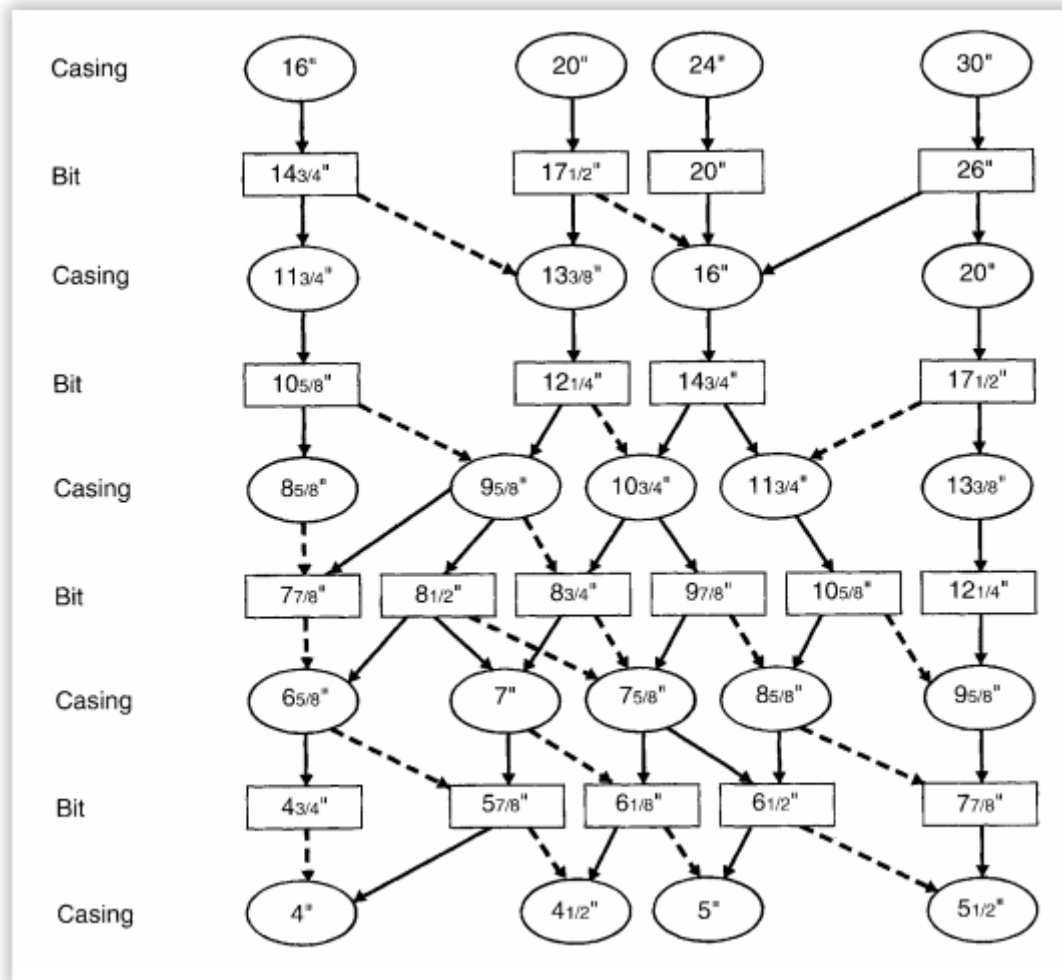 Casing 16" 20" 24" 30"
Bit 14 3/4" 17 1/2" 20" 26"
Casing 11 3/4" 13 3/8" 16" 20"
Bit 10 5/8" 12 1/4" 14 3/4" 17 1/2"
Casing 8 5/8" 9 5/8" 10 3/4" 11 3/4" 13 3/8"
Bit 7 7/8" 8 1/2" 8 3/4" 9 7/8" 10 5/8" 12 1/4"
Casing 6 5/8" 7" 7 5/8" 8 5/8" 9 5/8"
Bit 4 3/4" 5 7/8" 6 1/8" 6 1/2" 7 7/8"
Casing 4" 4 1/2" 5" 5 1/2"